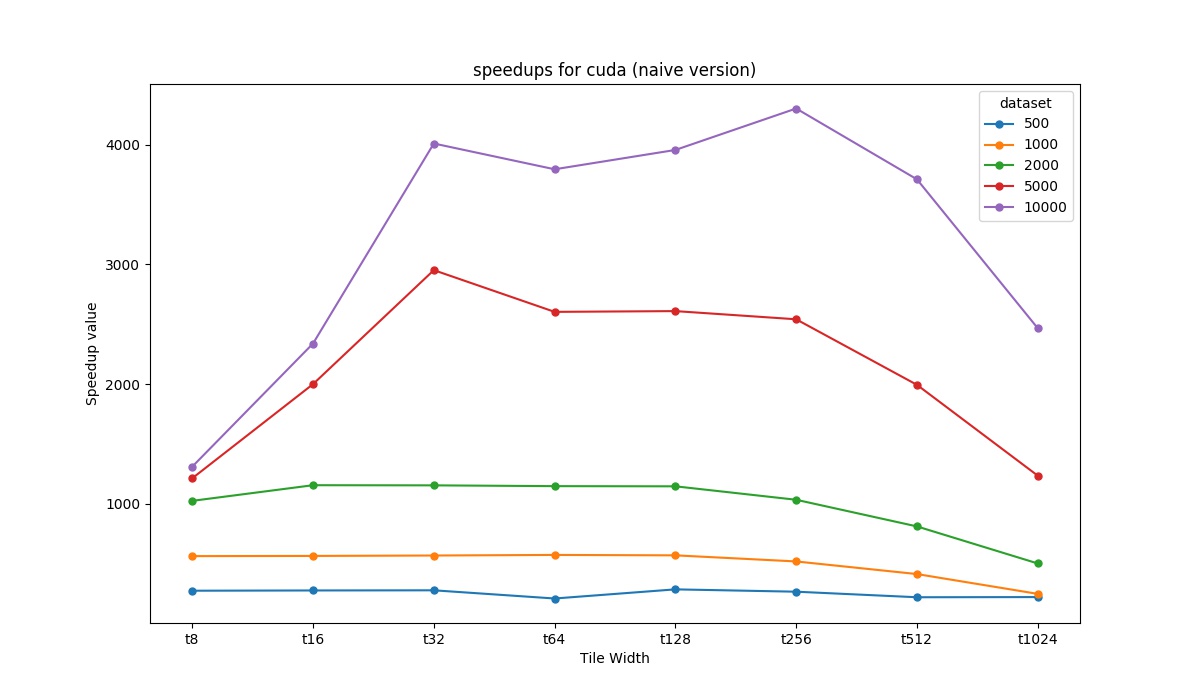 speedups for cuda (naive version)
dataset
500
1000
2000
5000
10000
4000
3000
2000
1000
Speedup value
t8 t16 t32 t64 t128 t256 t512 t1024
Tile Width